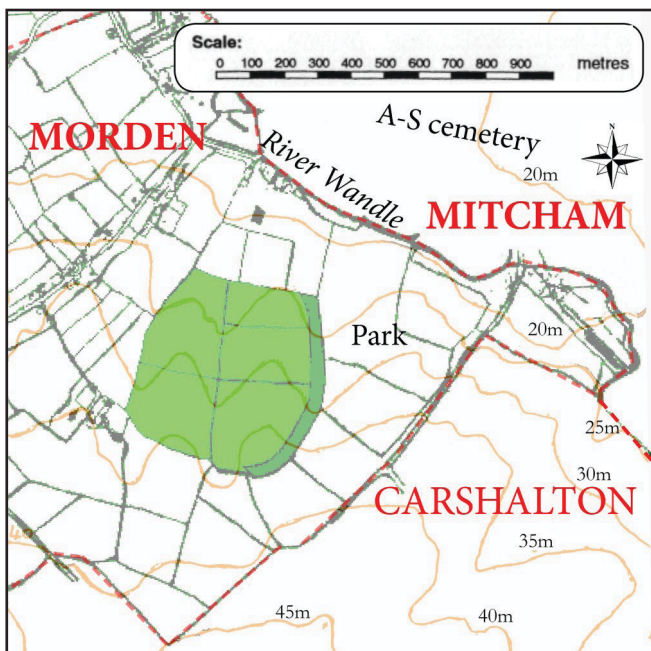 Scale:
0 100 200 300 400 500 600 700 800 900 metres
MORDEN
A-S cemetery
N
20m
River Wandle
MITCHAM
Park
20m
25m
30m
CARSHALTON
40
35m
45m
40m